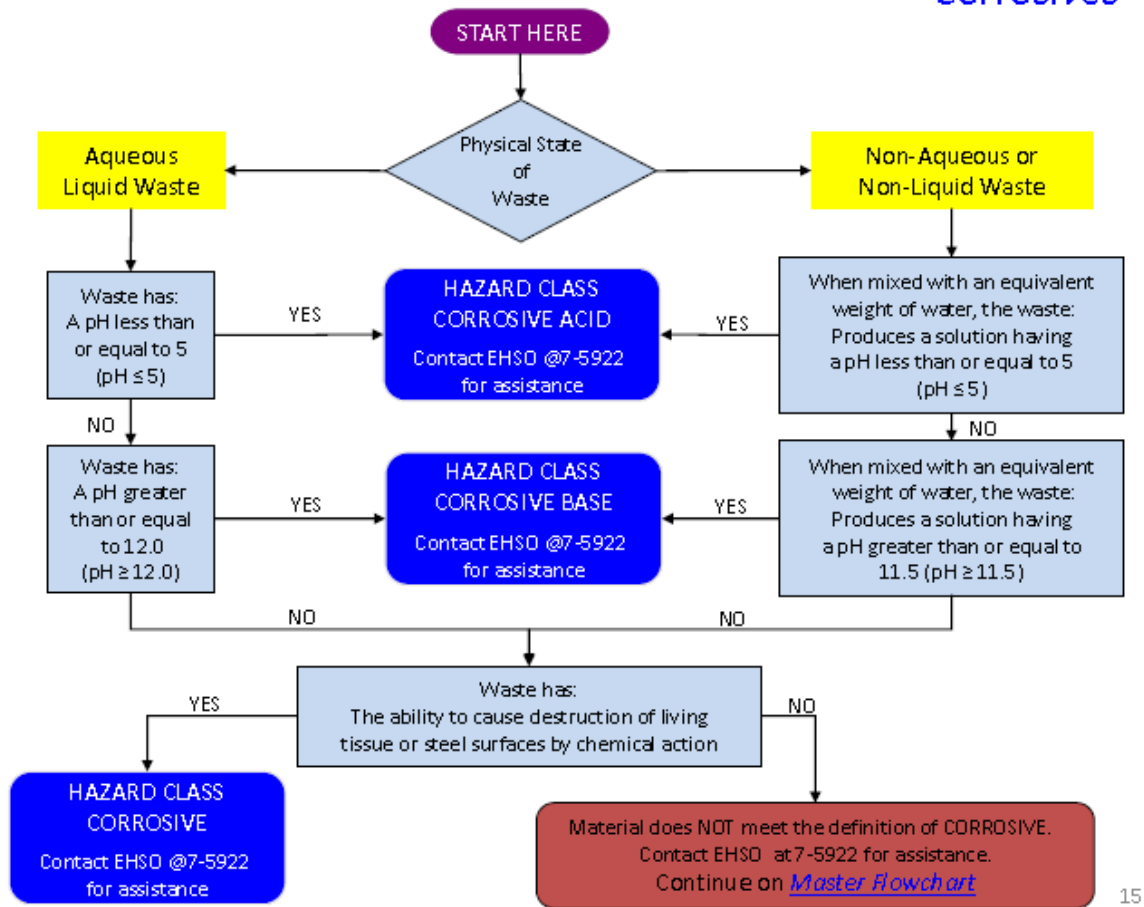 START HERE
Physical State
of
Waste
Aqueous
Liquid Waste
Non-Aqueous or
Non-Liquid Waste
Waste has:
A pH less than
or equal to 5
(pH ≤ 5)
YES
HAZARD CLASS
CORROSIVE ACID
Contact EHSO @7-5922
for assistance
YES
When mixed with an equivalent
weight of water, the waste:
Produces a solution having
a pH less than or equal to 5
(pH ≤ 5)
NO
NO
Waste has:
A pH greater
than or equal
to 12.0
(pH ≥ 12.0)
YES
HAZARD CLASS
CORROSIVE BASE
Contact EHSO @7-5922
for assistance
YES
When mixed with an equivalent
weight of water, the waste:
Produces a solution having
a pH greater than or equal to
11.5 (pH ≥ 11.5)
NO
NO
Waste has:
The ability to cause destruction of living
tissue or steel surfaces by chemical action
YES
NO
HAZARD CLASS
CORROSIVE
Contact EHSO @7-5922
for assistance
Material does NOT meet the definition of CORROSIVE.
Contact EHSO at 7-5922 for assistance.
Continue on Master Flowchart
15